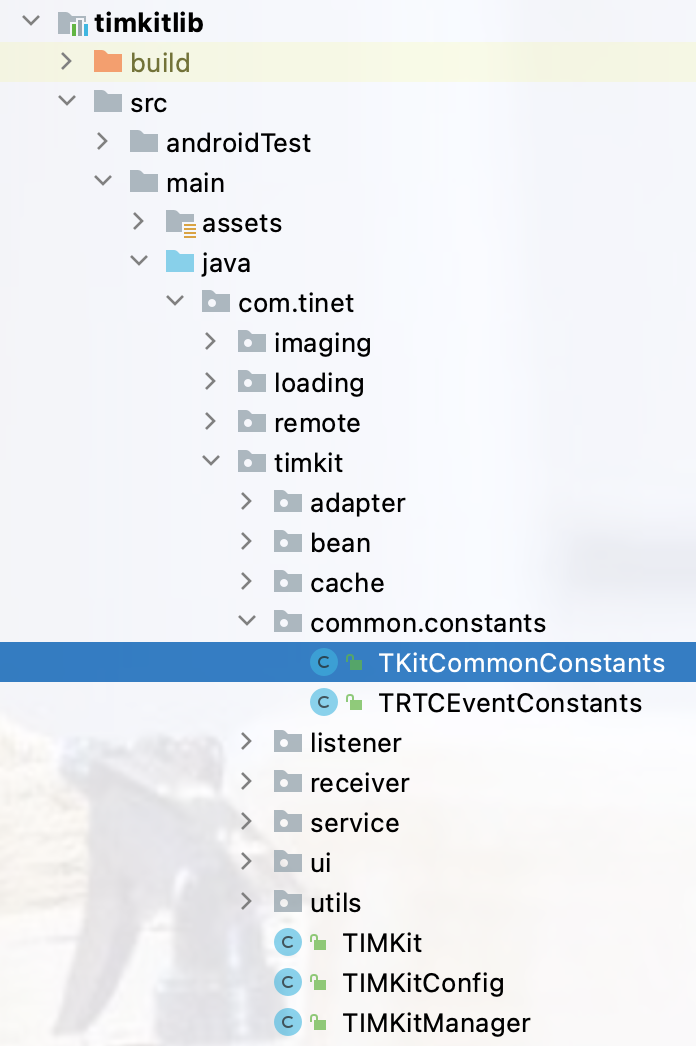 timkitlib
build
src
androidTest
main
assets
java
com.tinet
imaging
loading
remote
timkit
adapter
bean
cache
common.constants
C TKitCommonConstants
C TRTCEventConstants
listener
receiver
service
ui
utils
C TIMKit
C TIMKitConfig
C TIMKitManager